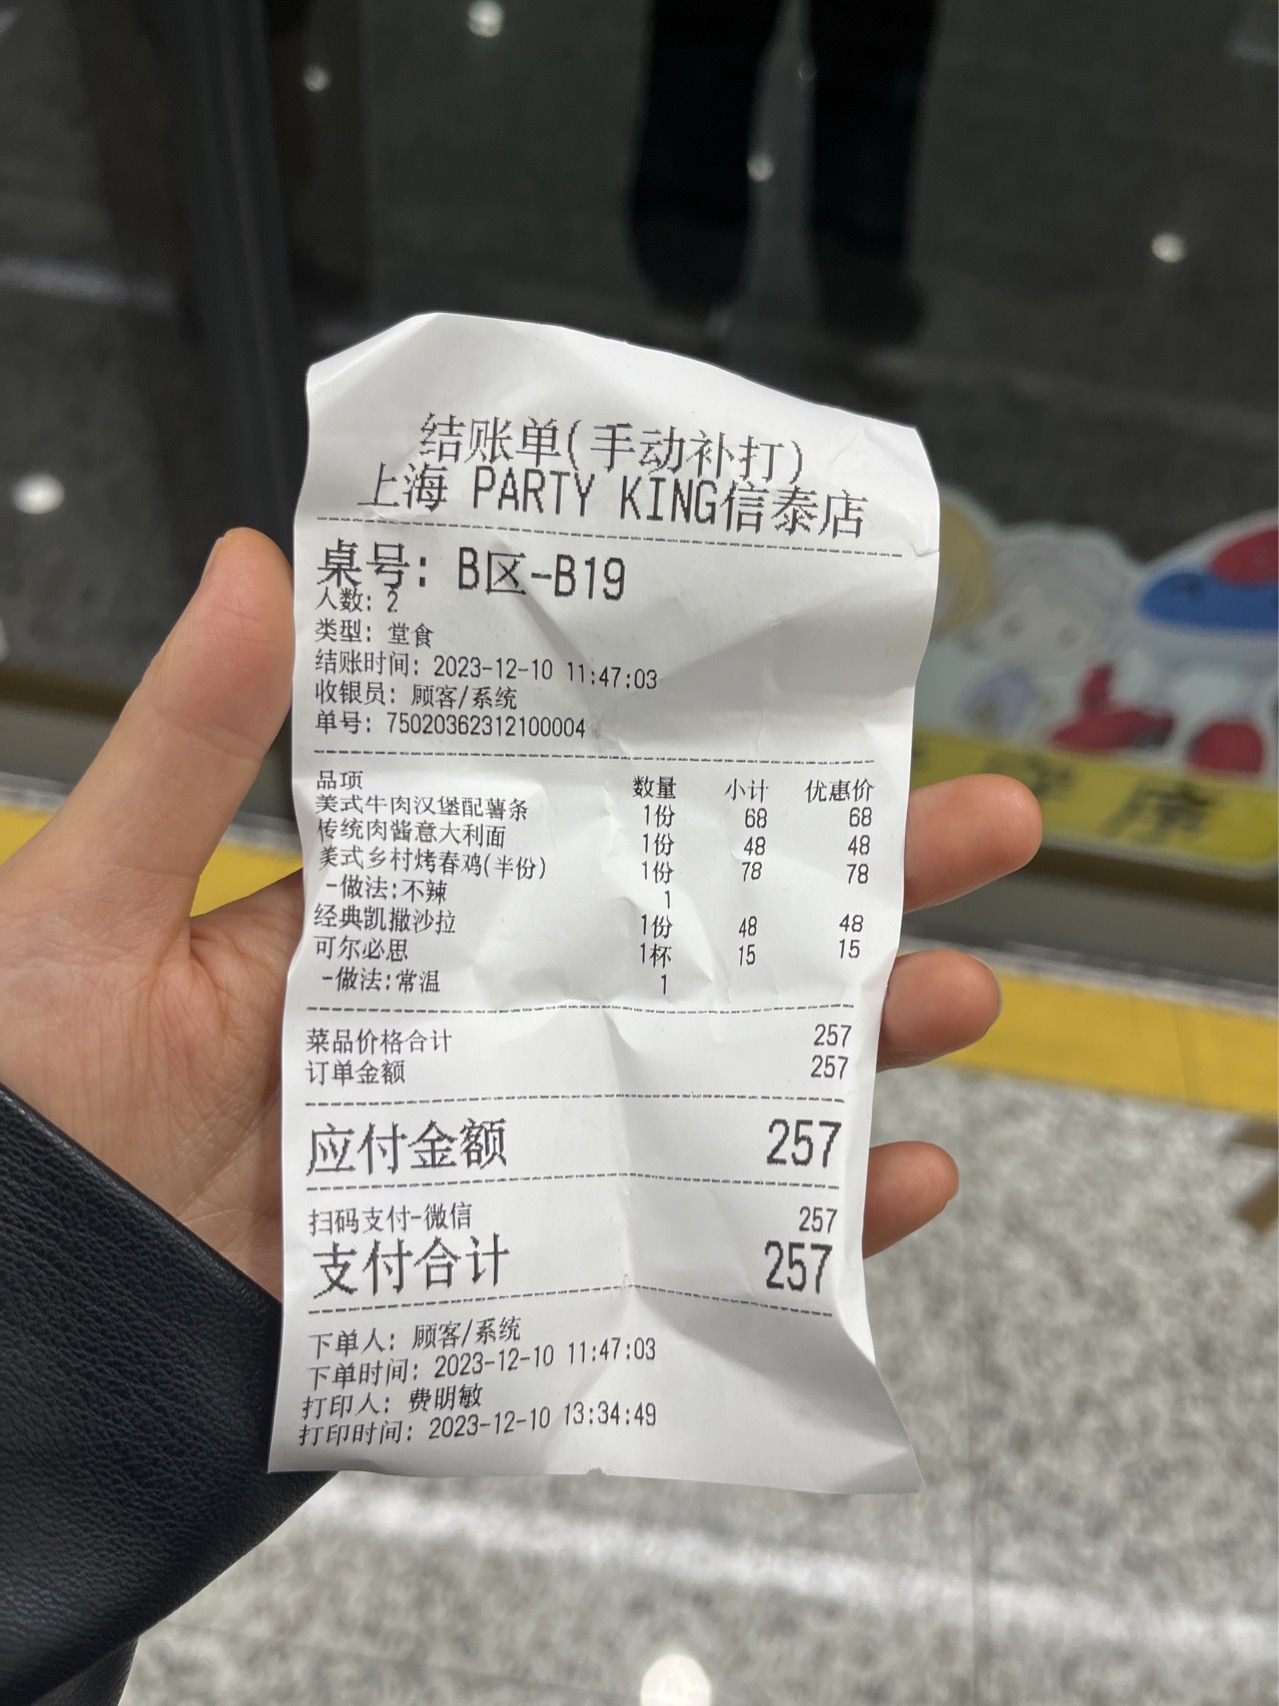 结账单(手动补打)
上海 PARTY KING信泰店
桌号: B区-B19
人数: 2
类型: 堂食
结账时间: 2023-12-10 11:47:03
收银员: 顾客/系统
单号: 75020362312100004
品项 数量 小计 优惠价
美式牛肉汉堡配薯条 1份 68 68
传统肉酱意大利面 1份 48 48
美式乡村烤春鸡(半份) 1份 78 78
-做法:不辣 1
经典凯撒沙拉 1份 48 48
可尔必思 1杯 15 15
-做法:常温 1
菜品价格合计 257
订单金额 257
应付金额 257
扫码支付-微信 257
支付合计 257
下单人: 顾客/系统
下单时间: 2023-12-10 11:47:03
打印人: 费明敏
打印时间: 2023-12-10 13:34:49